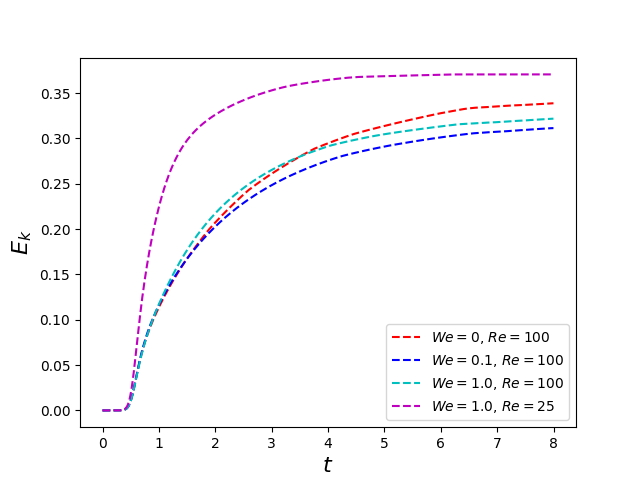 0.35
0.30
0.25
0.20
0.15
0.10
0.05
0.00
E_k
0 1 2 3 4 5 6 7 8
t
We = 0, Re = 100
We = 0.1, Re = 100
We = 1.0, Re = 100
We = 1.0, Re = 25